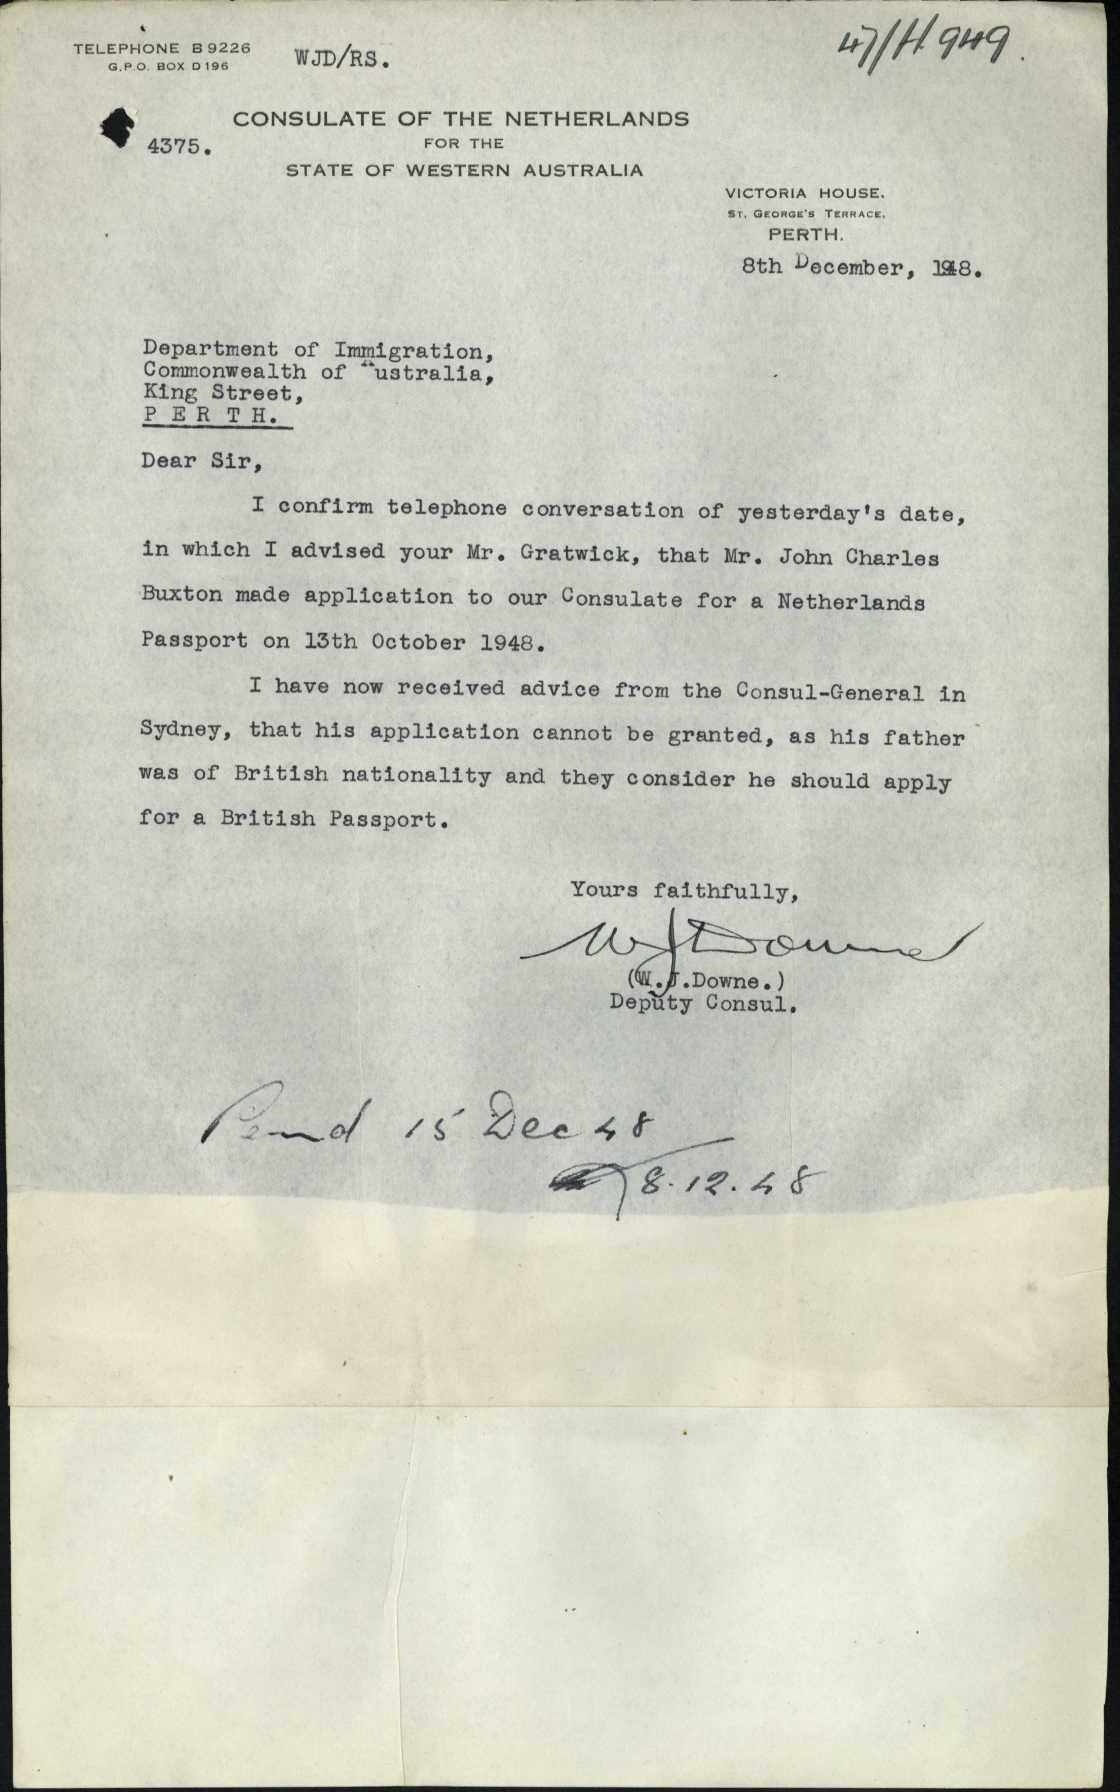 TELEPHONE B9226
G.P.O. BOX D196
WJD/RS.
47/H 949
CONSULATE OF THE NETHERLANDS
4375.
FOR THE
STATE OF WESTERN AUSTRALIA
VICTORIA HOUSE.
ST. GEORGE'S TERRACE.
PERTH.
8th December, 1948.
Department of Immigration,
Commonwealth of Australia,
King Street,
P E R T H.
Dear Sir,
I confirm telephone conversation of yesterday's date,
in which I advised your Mr. Gratwick, that Mr. John Charles
Buxton made application to our Consulate for a Netherlands
Passport on 13th October 1948.
I have now received advice from the Consul-General in
Sydney, that his application cannot be granted, as his father
was of British nationality and they consider he should apply
for a British Passport.
Yours faithfully,
WJDowne
(W.J.Downe.)
Deputy Consul.
Pend 15 Dec 48
8.12.48